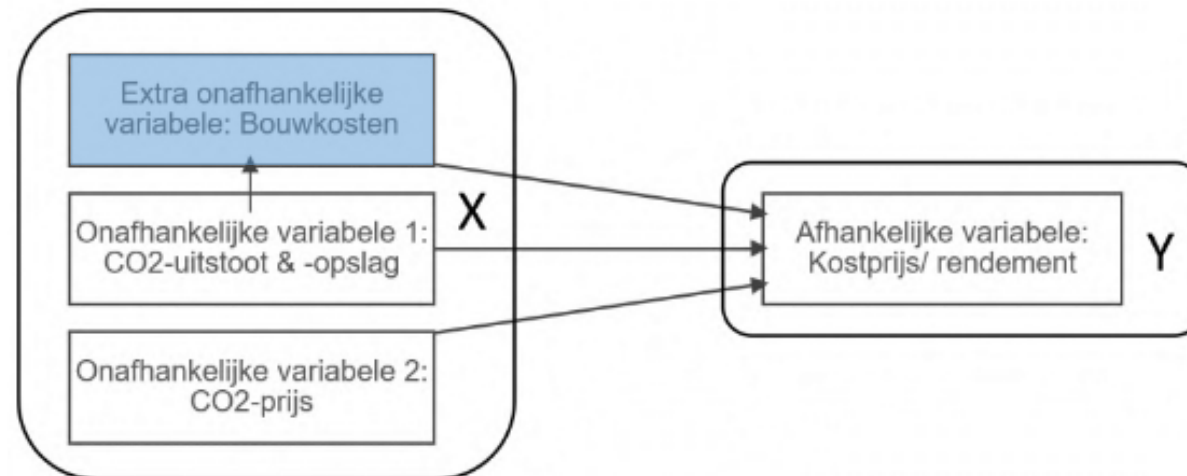 Extra onafhankelijke
variabele: Bouwkosten
Onafhankelijke variabele 1:
CO2-uitstoot & -opslag
X
Onafhankelijke variabele 2:
CO2-prijs
Afhankelijke variabele:
Kostprijs/ rendement
Y